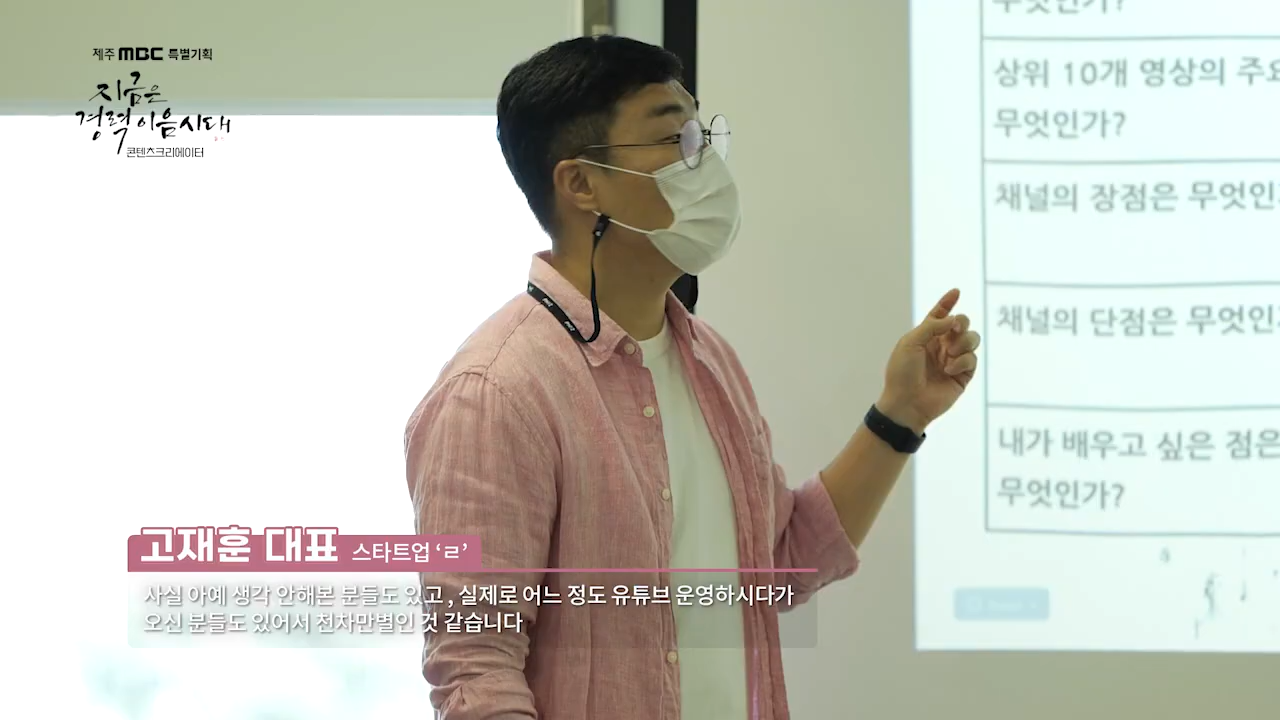 제주 MBC 특별기획
지금은
경력이음시대
콘텐츠크리에이터
무엇인가?
상위 10개 영상의 주요
무엇인가?
채널의 장점은 무엇인
채널의 단점은 무엇인
내가 배우고 싶은 점은
무엇인가?
고재훈 대표 스타트업 ‘ㄹ’
사실 아예 생각 안해본 분들도 있고, 실제로 어느 정도 유튜브 운영하시다가
오신 분들도 있어서 천차만별인 것 같습니다